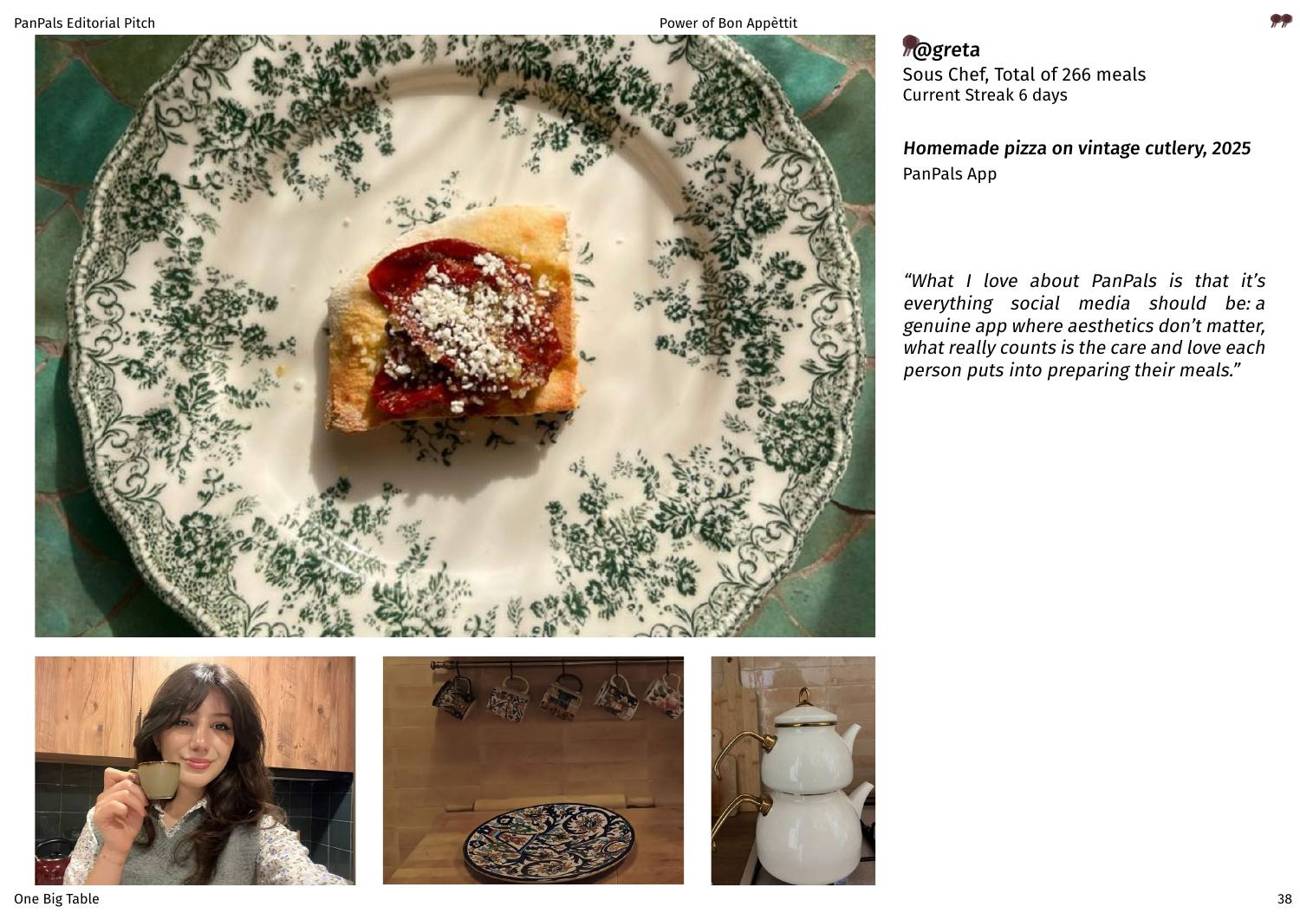 PanPals Editorial Pitch
Power of Bon Appèttit
@greta
Sous Chef, Total of 266 meals
Current Streak 6 days
Homemade pizza on vintage cutlery, 2025
PanPals App
“What I love about PanPals is that it’s
everything social media should be: a
genuine app where aesthetics don’t matter,
what really counts is the care and love each
person puts into preparing their meals.”
One Big Table
38